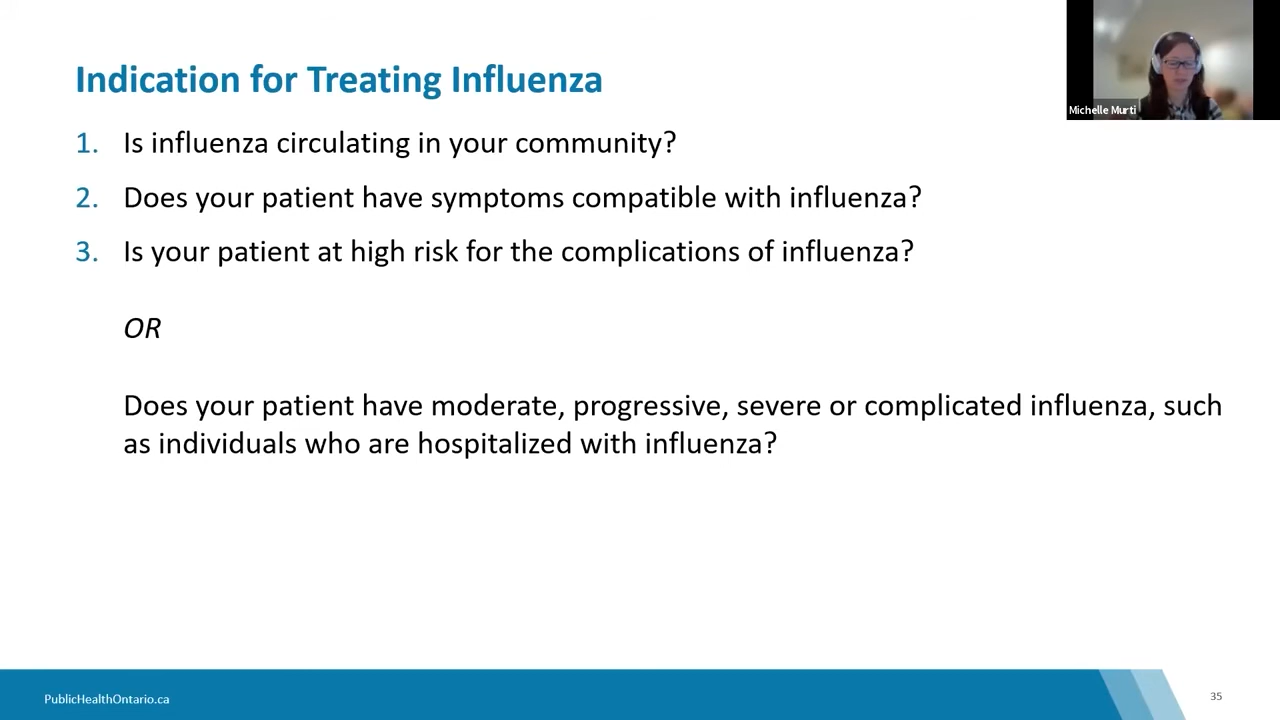 Indication for Treating Influenza
Michelle Murti
1. Is influenza circulating in your community?
2. Does your patient have symptoms compatible with influenza?
3. Is your patient at high risk for the complications of influenza?
OR
Does your patient have moderate, progressive, severe or complicated influenza, such
as individuals who are hospitalized with influenza?
PublicHealthOntario.ca
35